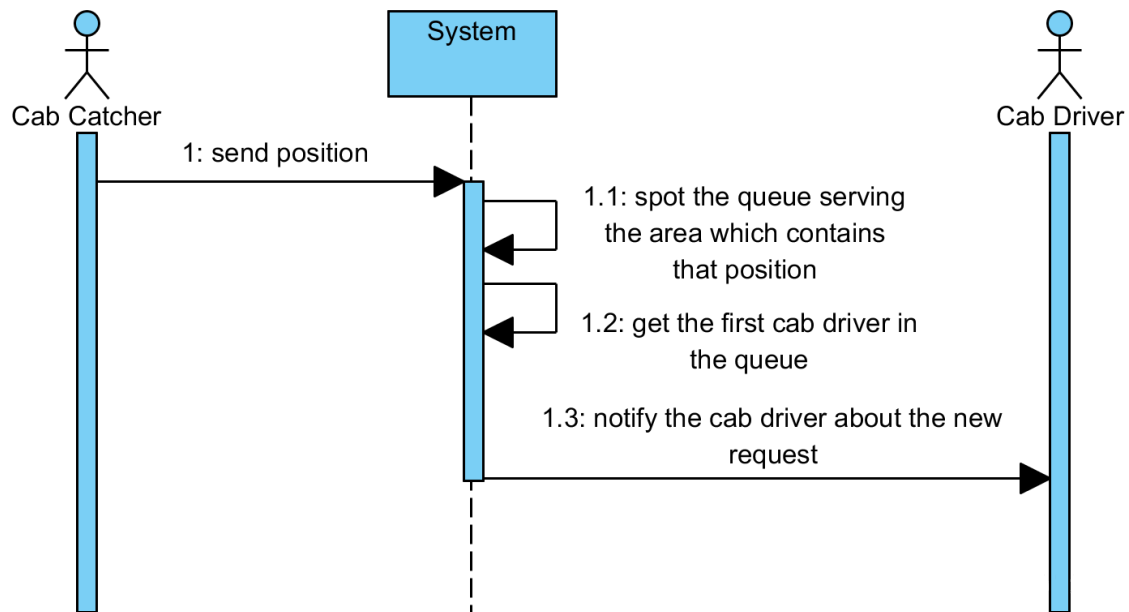 System
Cab Catcher
Cab Driver
1: send position
1.1: spot the queue serving
the area which contains
that position
1.2: get the first cab driver in
the queue
1.3: notify the cab driver about the new
request